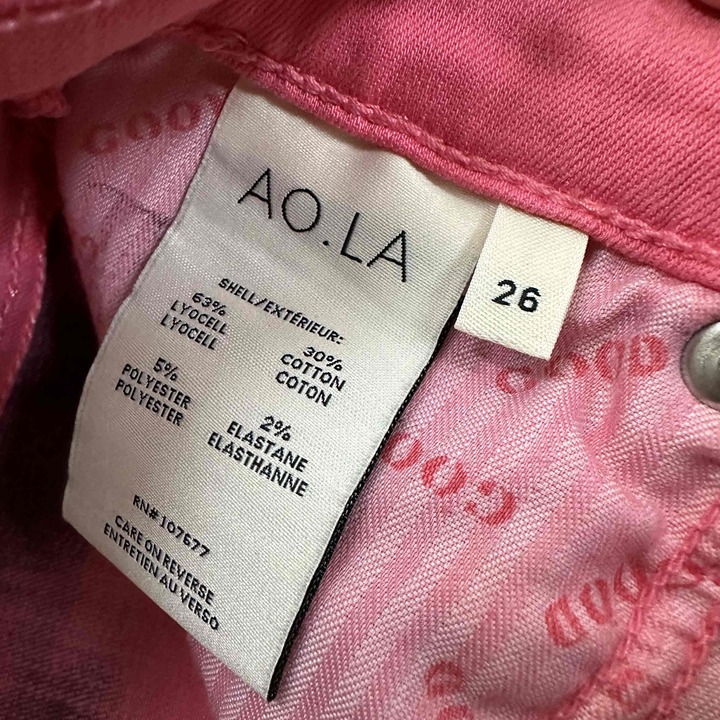 AO.LA
26
SHELL/EXTÉRIEUR:
63%
LYOCELL
LYOCELL
30%
COTTON
COTON
5%
POLYESTER
POLYESTER
2%
ELASTANE
ELASTHANNE
RN# 107677
CARE ON REVERSE
ENTRETIEN AU VERSO
GOOD
GOOD
GOOD